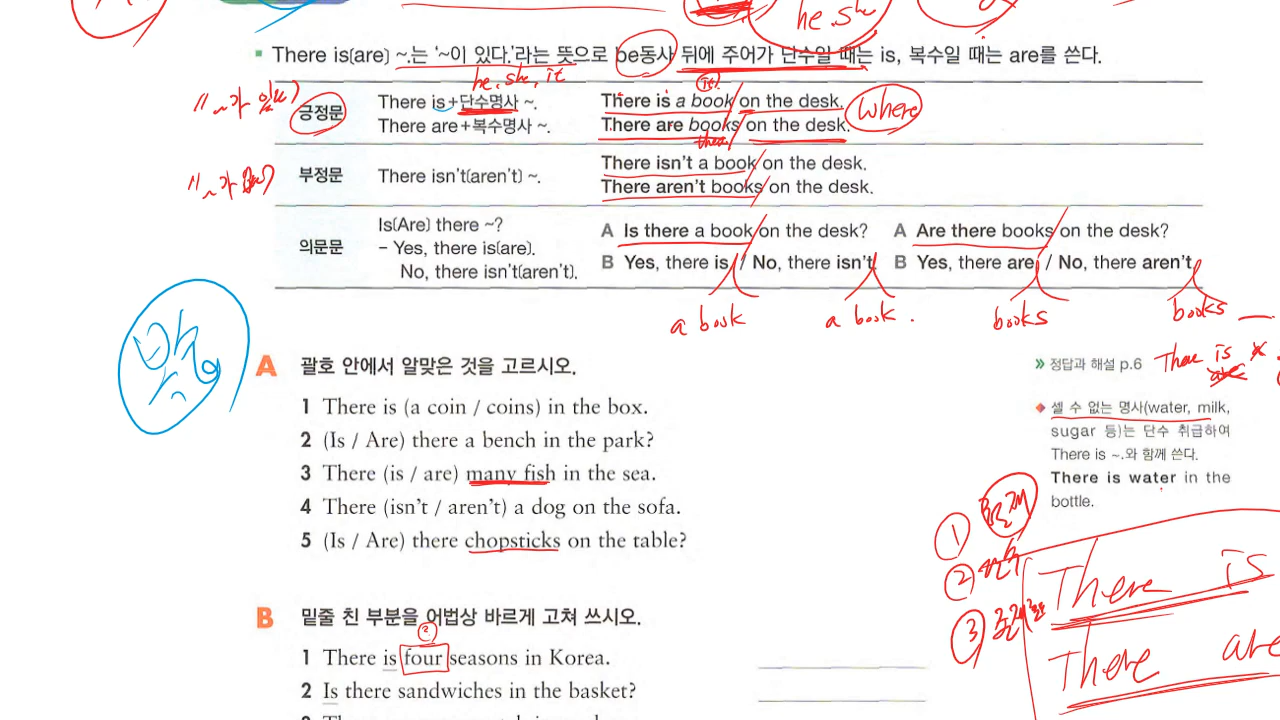 he. she
▪ There is(are) ~.는 '~이 있다.'라는 뜻으로 be동사 뒤에 주어가 단수일 때는 is, 복수일 때는 are를 쓴다.
he, she, it
긍정문
There is+단수명사 ~.
There are+복수명사 ~.
There is a book on the desk.
There are books on the desk.
where
부정문
There isn't(aren't) ~.
There isn't a book on the desk.
There aren't books on the desk.
의문문
Is(Are) there ~?
– Yes, there is(are).
No, there isn't(aren't).
A Is there a book on the desk?
B Yes, there is. / No, there isn't.
A Are there books on the desk?
B Yes, there are. / No, there aren't.
a book
a book.
books
books
A 괄호 안에서 알맞은 것을 고르시오.
1 There is (a coin / coins) in the box.
2 (Is / Are) there a bench in the park?
3 There (is / are) many fish in the sea.
4 There (isn't / aren't) a dog on the sofa.
5 (Is / Are) there chopsticks on the table?
» 정답과 해설 p.6
There is
◆ 셀 수 없는 명사(water, milk,
sugar 등)는 단수 취급하여
There is ~.와 함께 쓴다.
There is water in the
bottle.
①
②
③
There is
There are
B 밑줄 친 부분을 어법상 바르게 고쳐 쓰시오.
1 There is four seasons in Korea.
2 Is there sandwiches in the basket?